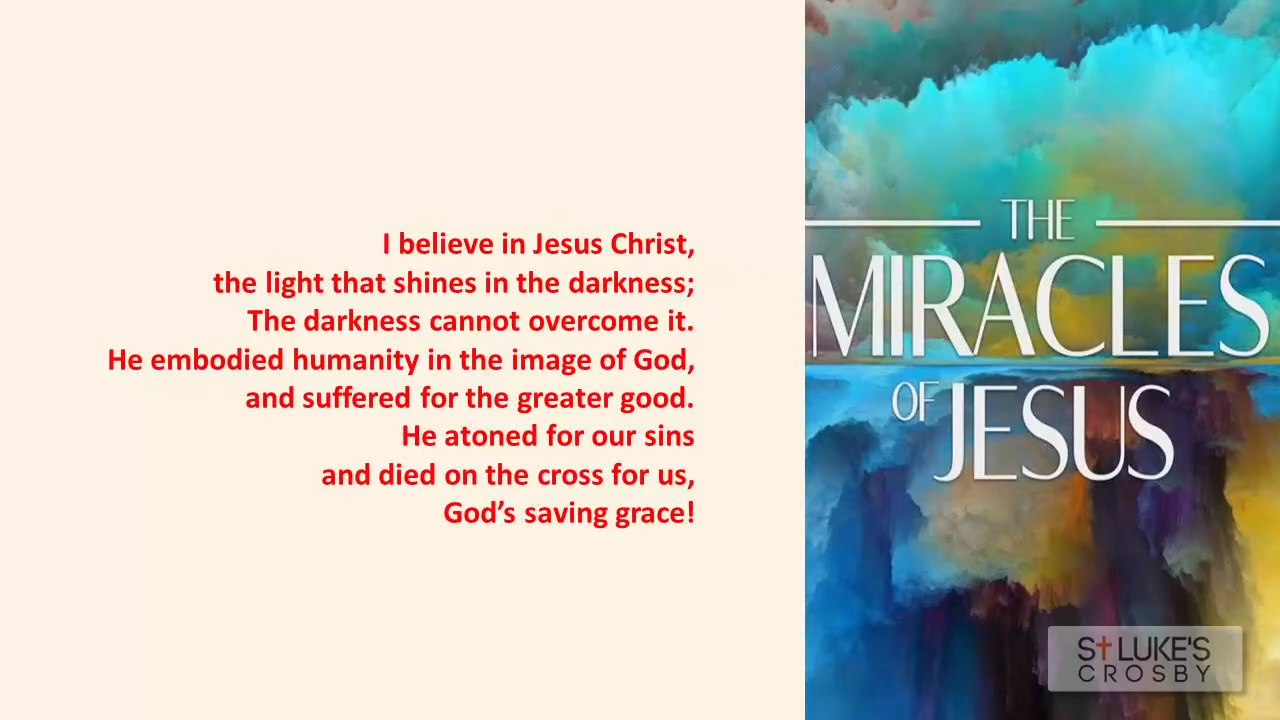 I believe in Jesus Christ,
the light that shines in the darkness;
The darkness cannot overcome it.
He embodied humanity in the image of God,
and suffered for the greater good.
He atoned for our sins
and died on the cross for us,
God’s saving grace!
THE
MIRACLES
OF JESUS
ST LUKE'S
CROSBY